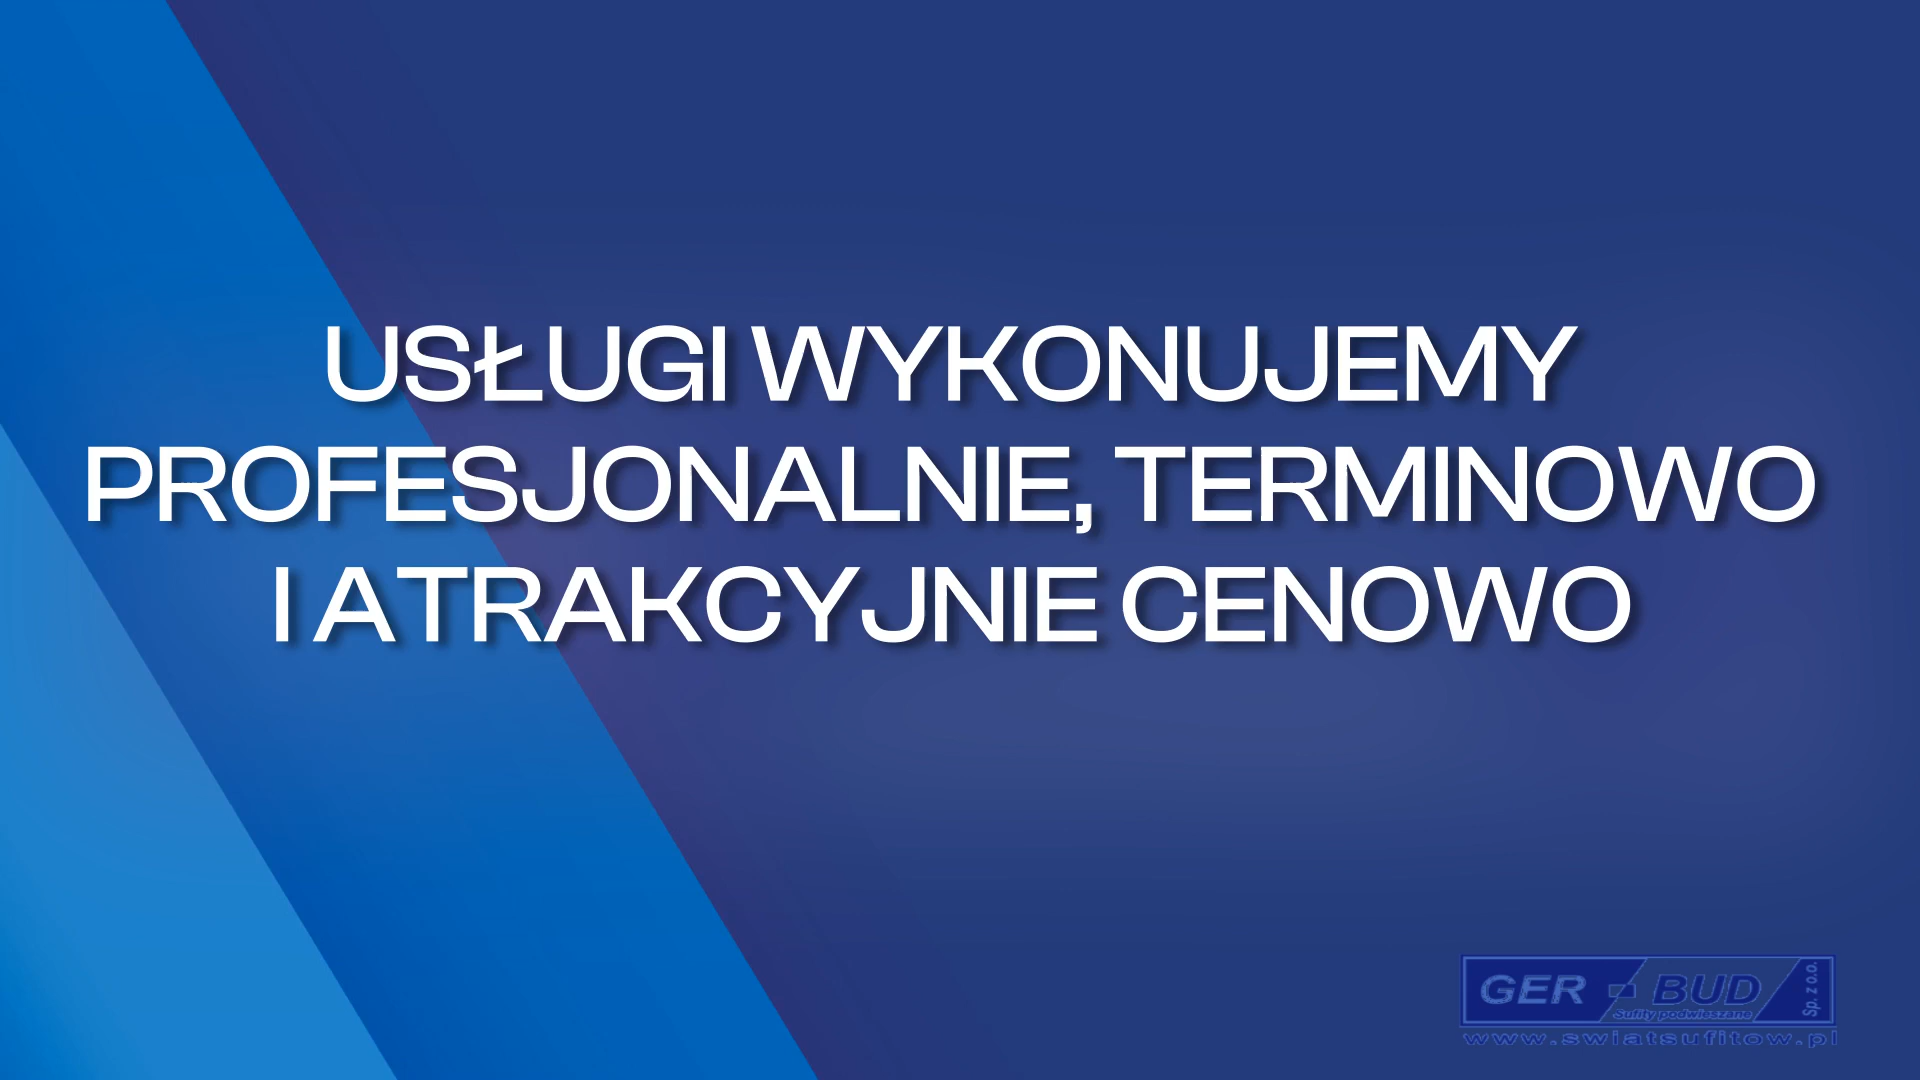 USŁUGI WYKONUJEMY
PROFESJONALNIE, TERMINOWO
I ATRAKCYJNIE CENOWO
GER - BUD
Sp. z o.o.
Sufity podwieszane
www.swiatsufitow.pl